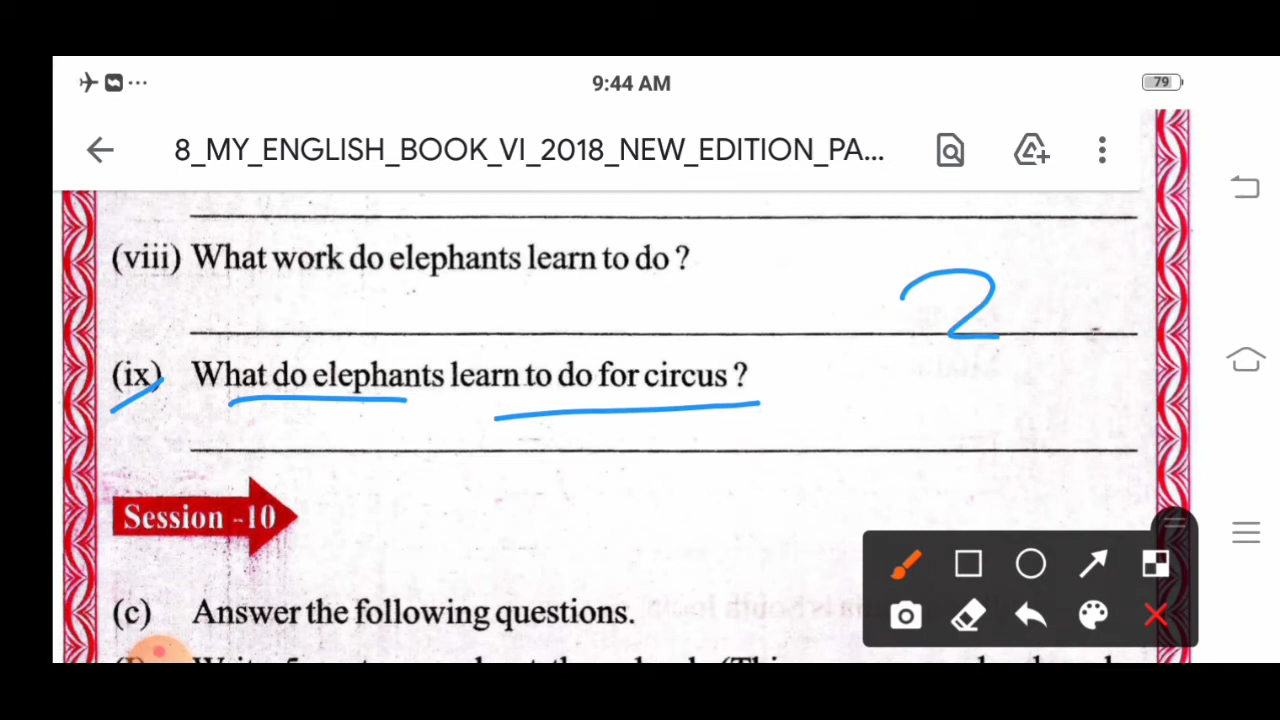 9:44 AM
79
8_MY_ENGLISH_BOOK_VI_2018_NEW_EDITION_PA...
(viii) What work do elephants learn to do ?
2
(ix) What do elephants learn to do for circus ?
Session -10
(c) Answer the following questions.